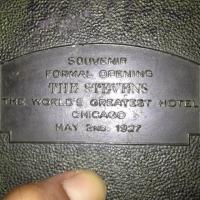 SOUVENIR
FORMAL OPENING
THE STEVENS
THE WORLD'S GREATEST HOTEL
CHICAGO
MAY 2ND. 1927